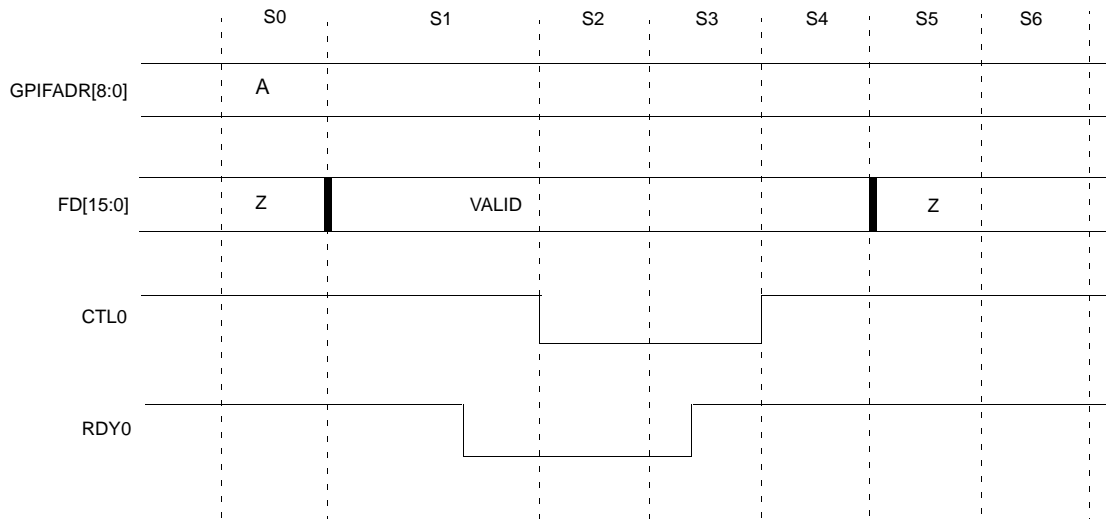 S0 S1 S2 S3 S4 S5 S6
GPIFADR[8:0] A
FD[15:0] Z VALID Z
CTL0
RDY0